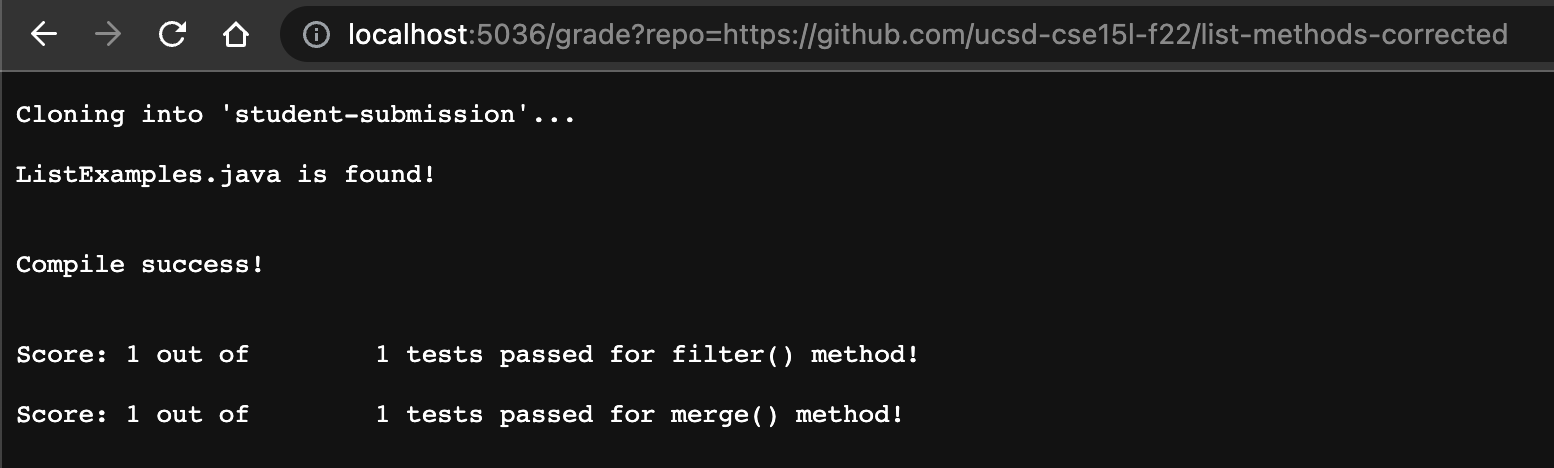 localhost:5036/grade?repo=https://github.com/ucsd-cse15l-f22/list-methods-corrected
Cloning into 'student-submission'...
ListExamples.java is found!
Compile success!
Score: 1 out of        1 tests passed for filter() method!
Score: 1 out of        1 tests passed for merge() method!